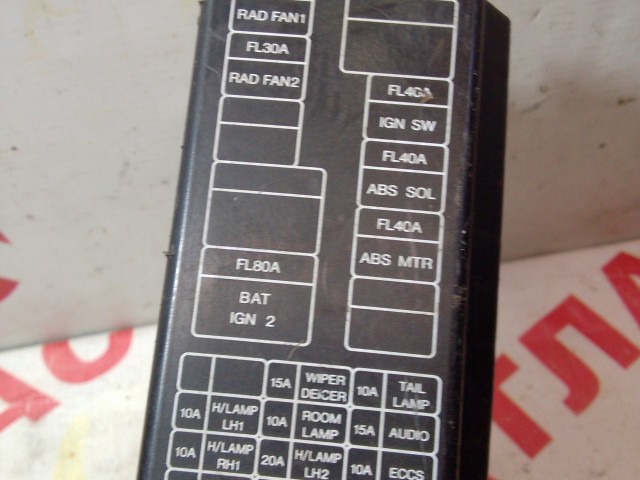 RAD FAN1
FL30A
RAD FAN2
FL40A
IGN SW
FL40A
ABS SOL
FL40A
ABS MTR
FL80A
BAT
IGN 2
15A WIPER DEICER 10A TAIL LAMP
10A H/LAMP LH1 10A ROOM LAMP 15A AUDIO
10A H/LAMP RH1 20A H/LAMP LH2 10A ECCS